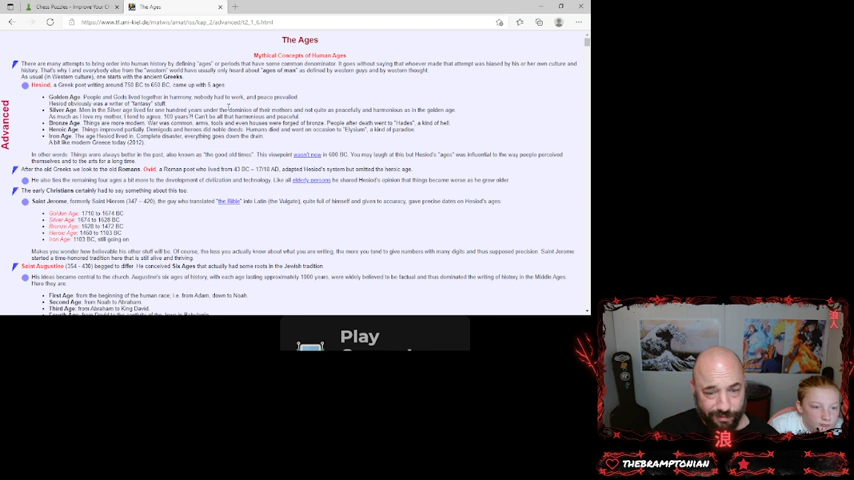 Chess Puzzles - Improve Your Ch
The Ages
https://www.tf.uni-kiel.de/matwis/amat/iss/kap_2/advanced/t2_1_6.html
The Ages
Mythical Concepts of Human Ages
There are many attempts to bring order into human history by defining "ages" or periods that have some common denominator. It goes without saying that whoever made that attempt was biased by his or her own culture and
history. That's why I and everybody else from the "western" world have usually only heard about "ages of man" as defined by western guys and by western thought.
As usual (in Western culture), one starts with the ancient Greeks.
Hesiod, a Greek poet writing around 750 BC to 650 BC, came up with 5 ages:
Golden Age. People and Gods lived together in harmony; nobody had to work, and peace prevailed.
Hesiod obviously was a writer of "fantasy" stuff.
Silver Age. Men in the Silver age lived for one hundred years under the dominion of their mothers and not quite as peacefully and harmonious as in the golden age.
As much as I love my mother, I tend to agree. 100 years?! Can't be all that harmonious and peaceful.
Bronze Age. Things are more modern. War was common, arms, tools and even houses were forged of bronze. People after death went to "Hades", a kind of hell.
Heroic Age. Things improved partially. Demigods and heroes did noble deeds. Humans died and went on occasion to "Elysium", a kind of paradise.
Iron Age. The age Hesiod lived in. Complete disaster, everything goes down the drain.
A bit like modern Greece today (2012).
Advanced
In other words: Things were always better in the past, also known as "the good old times". This viewpoint wasn't new in 600 BC. You may laugh at this but Hesiod's "ages" was influential to the way people perceived
themselves and to the arts for a long time.
After the old Greeks we look to the old Romans. Ovid, a Roman poet who lived from 43 BC – 17/18 AD, adapted Hesiod's system but omitted the heroic age.
He also ties the remaining four ages a bit more to the development of civilization and technology. Like all elderly persons he shared Hesiod's opinion that things become worse as he grew older.
The early Christians certainly had to say something about this too.
Saint Jerome, formerly Saint Hieronymus (347 - 420), the guy who translated "the Bible" into Latin (the Vulgate), quite full of himself and given to accuracy, gave precise dates on Hesiod's ages
Golden Age: 1710 to 1674 BC
Silver Age: 1674 to 1628 BC
Bronze Age: 1628 to 1472 BC
Heroic Age: 1460 to 1103 BC
Iron Age: 1103 BC, still going on
Makes you wonder how believable his other stuff will be. Of course, the less you actually know about what you are writing, the more you tend to give numbers with many digits and thus supposed precision. Saint Jerome
started a time-honored tradition here that is still alive and thriving.
Saint Augustine (354 - 430) begged to differ. He conceived Six Ages that actually had some roots in the Jewish tradition.
His ideas became central to the church. Augustine's six ages of history, with each age lasting approximately 1000 years, were widely believed to be factual and thus dominated the writing of history in the Middle Ages.
Here they are:
First Age: from the beginning of the human race; i.e. from Adam, down to Noah.
Second Age: from Noah to Abraham.
Third Age: from Abraham to King David.
Play
浪人
浪
THEBRAMPTONIAN